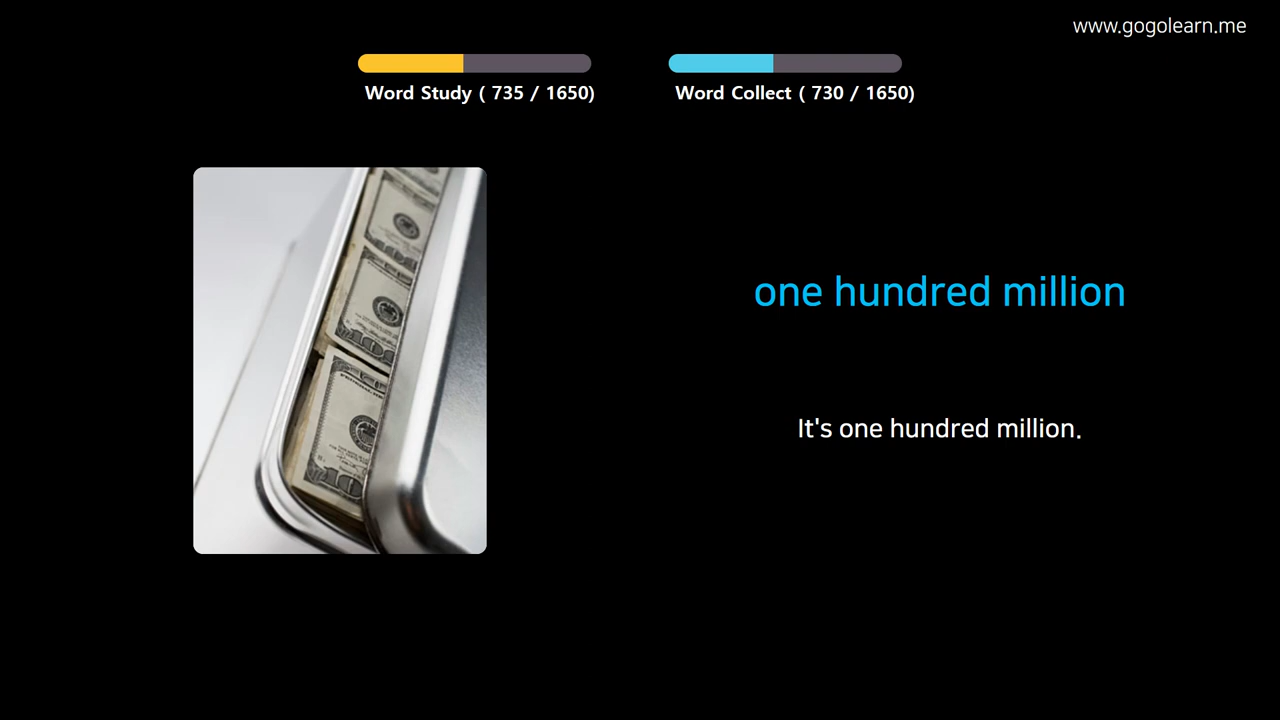 www.gogolearn.me
Word Study ( 735 / 1650)
Word Collect ( 730 / 1650)
one hundred million
It's one hundred million.